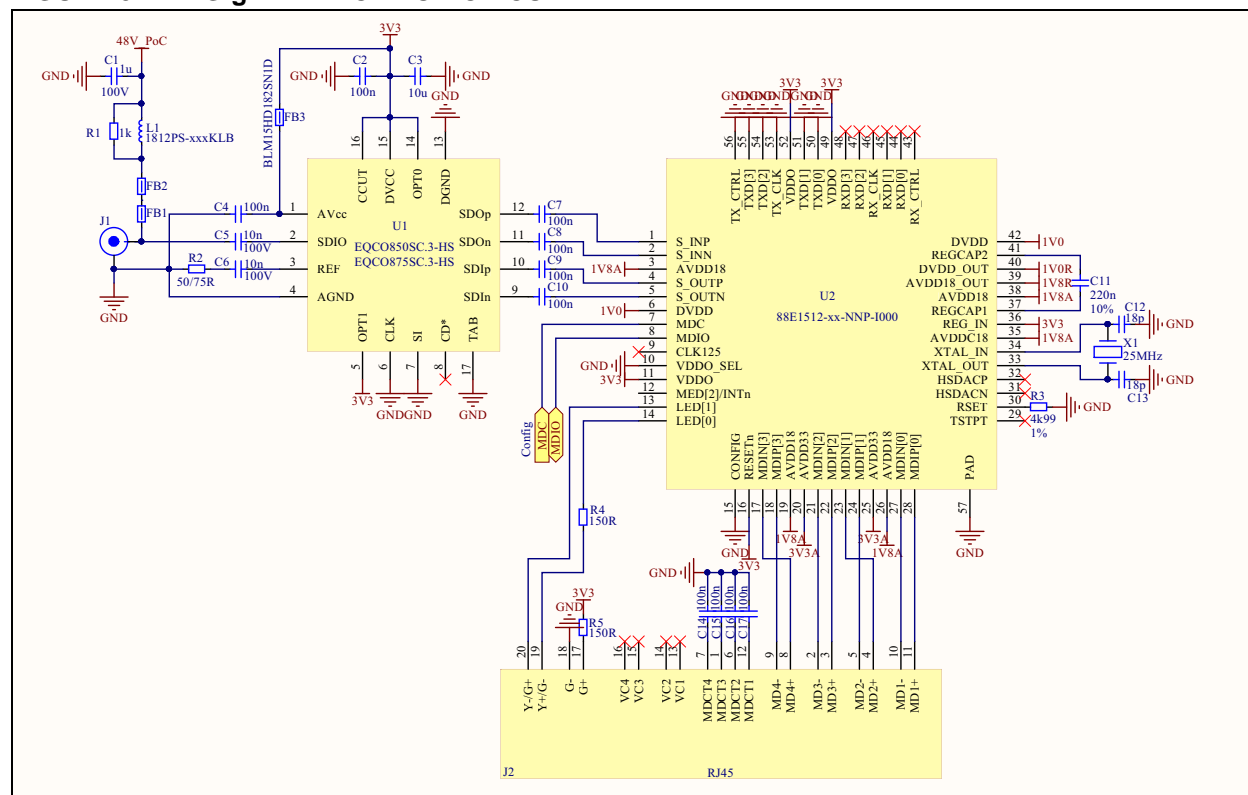 48V_PoC
C1
1u
100V
GND
R1
1k
L1
1812PS-xxxKLB
FB2
FB1
J1
GND
BLM15HD182SN1D
FB3
3V3
C2
100n
GND
C3
10u
GND
GND
C4
100n
C5
10n
100V
R2
50/75R
C6
10n
100V
16
15
14
13
CCUT
DVCC
OPT0
DGND
U1
EQCO850SC.3-HS
EQCO875SC.3-HS
1
AVcc
2
SDIO
3
REF
4
AGND
SDOp
12
SDOn
11
SDIp
10
SDIn
9
OPT1
CLK
SI
CD*
TAB
5
6
7
8
17
3V3
GND
GND
GND
C7
100n
C8
100n
C9
100n
C10
100n
GND
GND
GND
GND
3V3
GND
GND
3V3
56
55
54
53
52
51
50
49
48
47
46
45
44
43
TX_CTRL
TXD[3]
TXD[2]
TX_CLK
VDDO
TXD[1]
TXD[0]
VDDO
RXD[3]
RXD[2]
RX_CLK
RXD[1]
RXD[0]
RX_CTRL
U2
88E1512-xx-NNP-I000
1
S_INP
2
S_INN
1V8A
3
AVDD18
4
S_OUTP
5
S_OUTN
1V0
6
DVDD
7
MDC
8
MDIO
9
CLK125
GND
10
VDDO_SEL
3V3
11
VDDO
12
MED[2]/INTn
13
LED[1]
14
LED[0]
DVDD
42
1V0
REGCAP2
41
DVDD_OUT
40
1V0R
AVDD18_OUT
39
1V8R
AVDD18
38
1V8A
REGCAP1
37
REG_IN
36
3V3
AVDDC18
35
1V8A
XTAL_IN
34
XTAL_OUT
33
HSDACP
32
HSDACN
31
RSET
30
TSTPT
29
C11
220n
10%
C12
18p
GND
X1
25MHz
18p
C13
GND
R3
4k99
1%
GND
Config
MDC
MDIO
CONFIG
RESETn
MDIN[3]
MDIP[3]
AVDD18
AVDD33
MDIN[2]
MDIP[2]
MDIN[1]
MDIP[1]
AVDD33
AVDD18
MDIN[0]
MDIP[0]
PAD
15
16
17
18
19
20
21
22
23
24
25
26
27
28
57
GND
3V3
1V8A
3V3A
3V3A
1V8A
GND
R4
150R
3V3
GND
R5
150R
GND
C14
100n
C15
100n
C16
100n
C17
100n
20
19
18
17
16
15
14
13
7
1
6
12
9
8
2
3
5
4
10
11
Y-/G+
Y+/G-
G-
G+
VC4
VC3
VC2
VC1
MDCT4
MDCT3
MDCT2
MDCT1
MD4-
MD4+
MD3-
MD3+
MD2-
MD2+
MD1-
MD1+
J2
RJ45